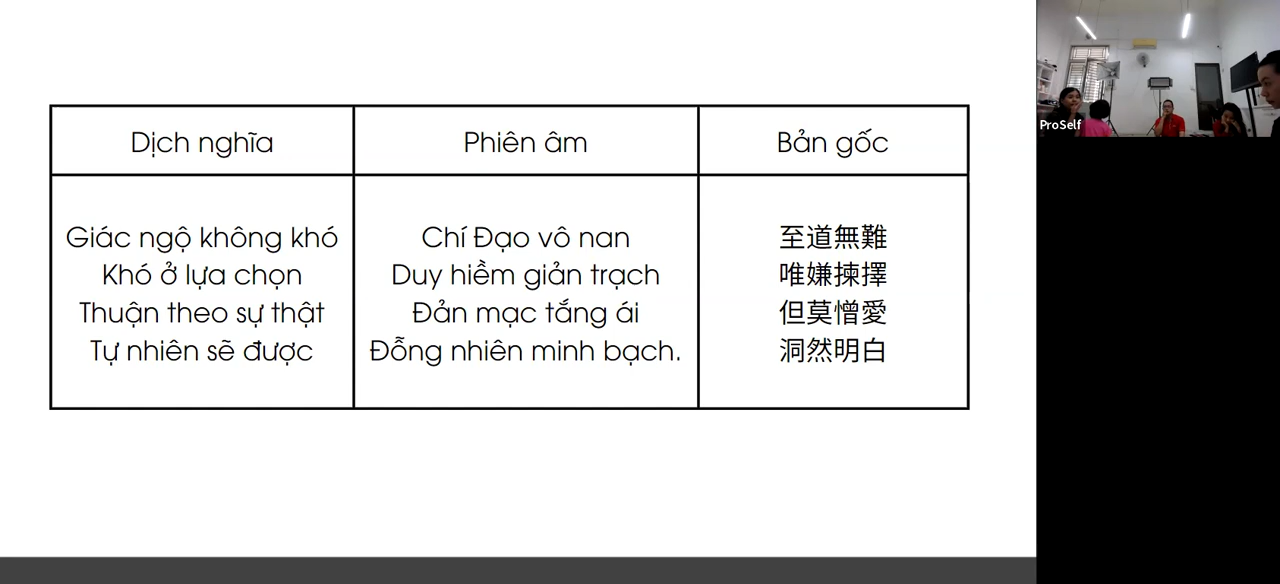 Dịch nghĩa
Phiên âm
Bản gốc
Giác ngộ không khó
Khó ở lựa chọn
Thuận theo sự thật
Tự nhiên sẽ được
Chí Đạo vô nan
Duy hiềm giản trạch
Đản mạc tắng ái
Đỗng nhiên minh bạch.
至道無難
唯嫌揀擇
但莫憎愛
洞然明白
ProSelf